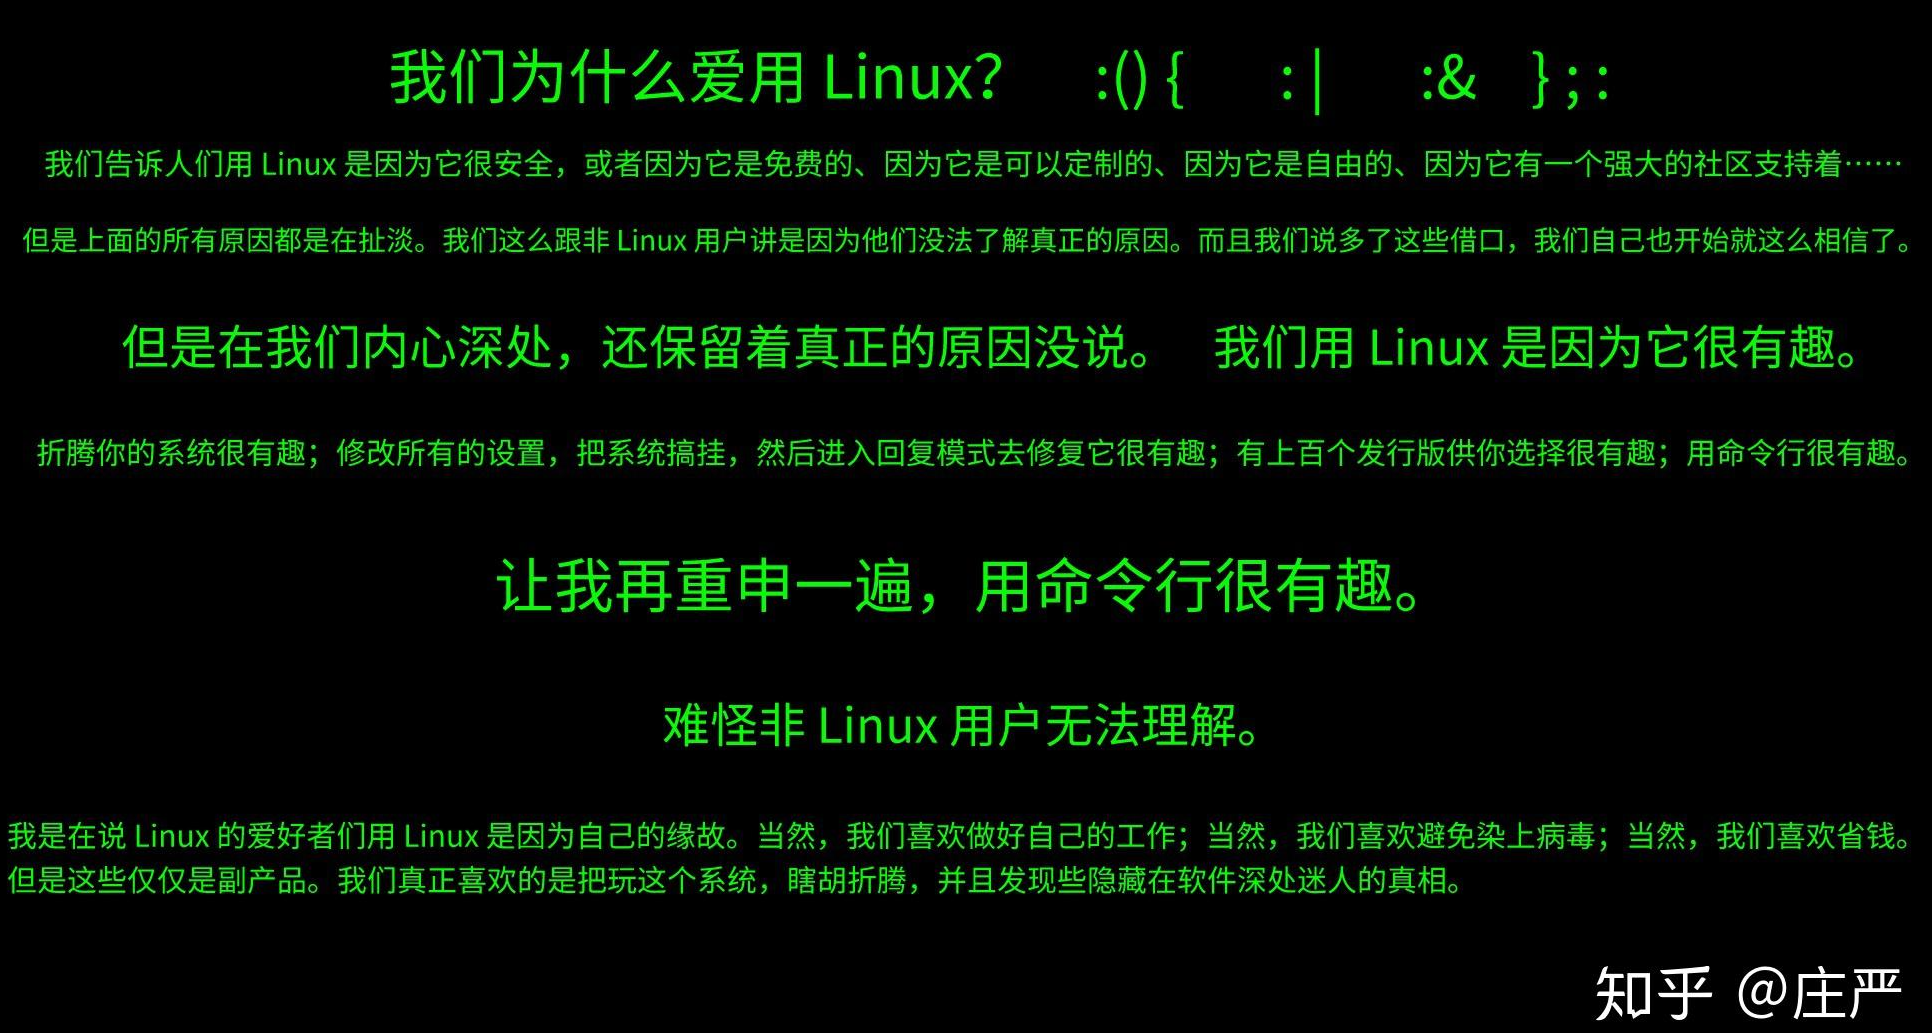 我们为什么爱用 Linux？ :() { : | :& } ; :
我们告诉人们用 Linux 是因为它很安全，或者因为它是免费的、因为它是可以定制的、因为它是自由的、因为它有一个强大的社区支持着……
但是上面的所有原因都是在扯淡。我们这么跟非 Linux 用户讲是因为他们没法了解真正的原因。而且我们说多了这些借口，我们自己也开始就这么相信了。
但是在我们内心深处，还保留着真正的原因没说。 我们用 Linux 是因为它很有趣。
折腾你的系统很有趣；修改所有的设置，把系统搞挂，然后进入回复模式去修复它很有趣；有上百个发行版供你选择很有趣；用命令行很有趣。
让我再重申一遍，用命令行很有趣。
难怪非 Linux 用户无法理解。
我是在说 Linux 的爱好者们用 Linux 是因为自己的缘故。当然，我们喜欢做好自己的工作；当然，我们喜欢避免染上病毒；当然，我们喜欢省钱。
但是这些仅仅是副产品。我们真正喜欢的是把玩这个系统，瞎胡折腾，并且发现些隐藏在软件深处迷人的真相。
知乎 @庄严